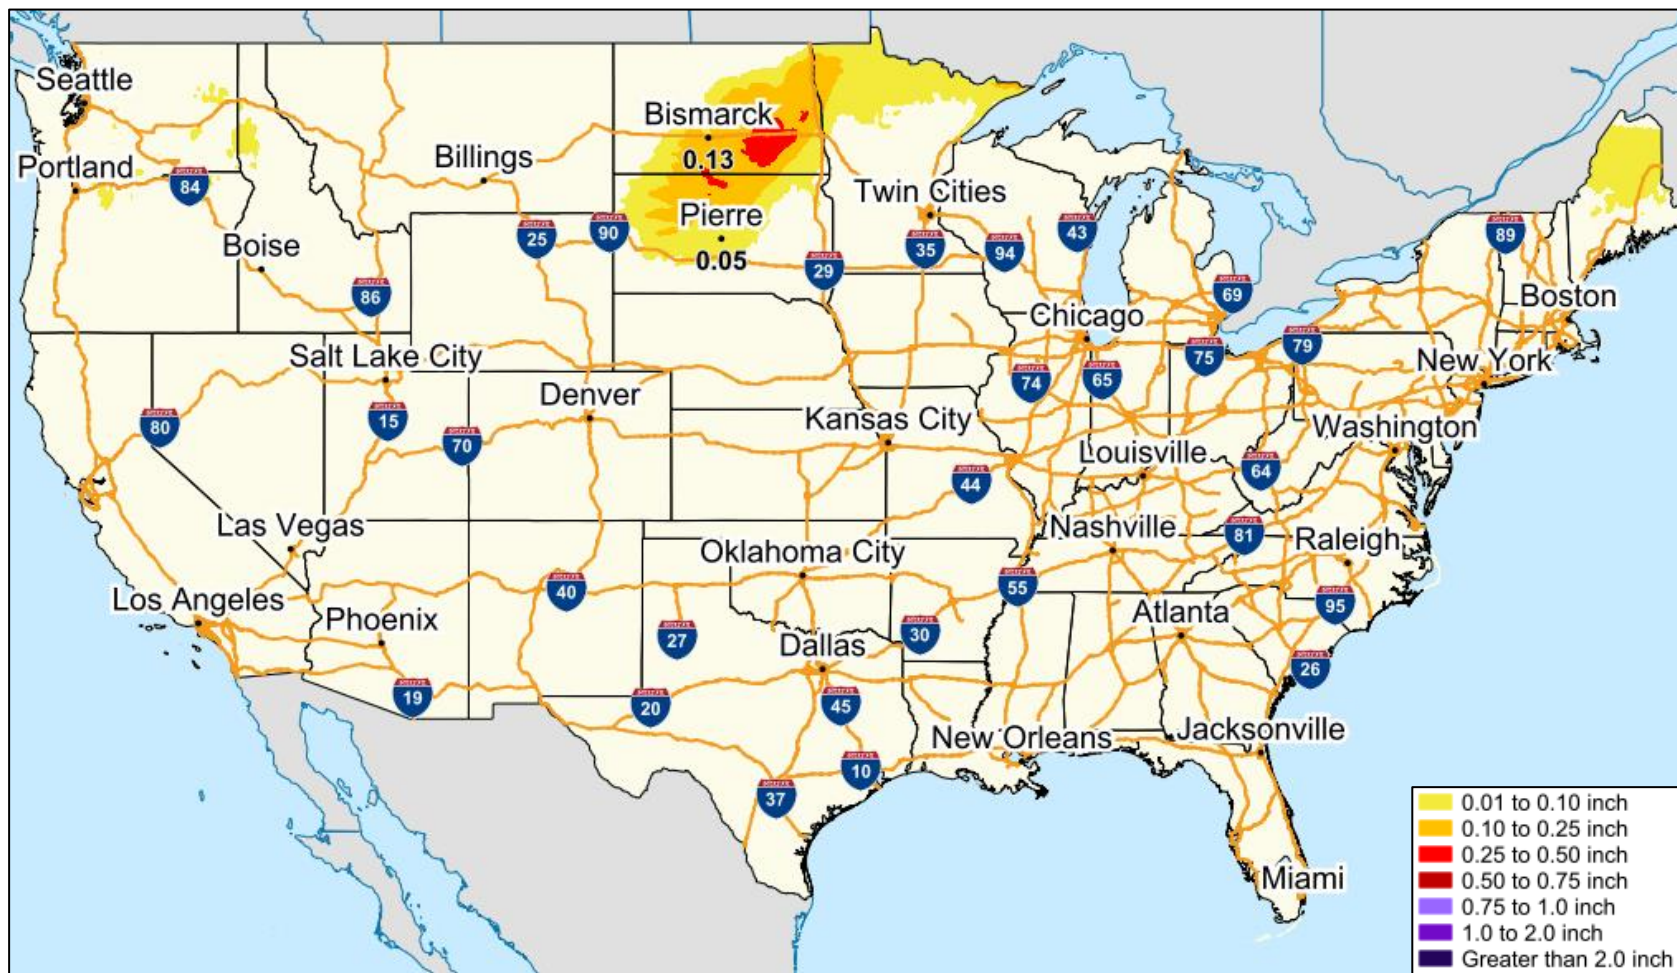 Seattle
Bismarck
0.13
Billings
Portland
84
Twin Cities
Pierre
0.05
25
90
29
35
94
43
89
Boise
86
69
Boston
Chicago
79
Salt Lake City
75
New York
74
65
Denver
15
80
70
Kansas City
Washington
Louisville
64
44
Las Vegas
Nashville
81
Raleigh
Oklahoma City
55
40
Los Angeles
Phoenix
95
Atlanta
27
30
Dallas
26
19
20
45
New Orleans
Jacksonville
10
37
Miami
0.01 to 0.10 inch
0.10 to 0.25 inch
0.25 to 0.50 inch
0.50 to 0.75 inch
0.75 to 1.0 inch
1.0 to 2.0 inch
Greater than 2.0 inch